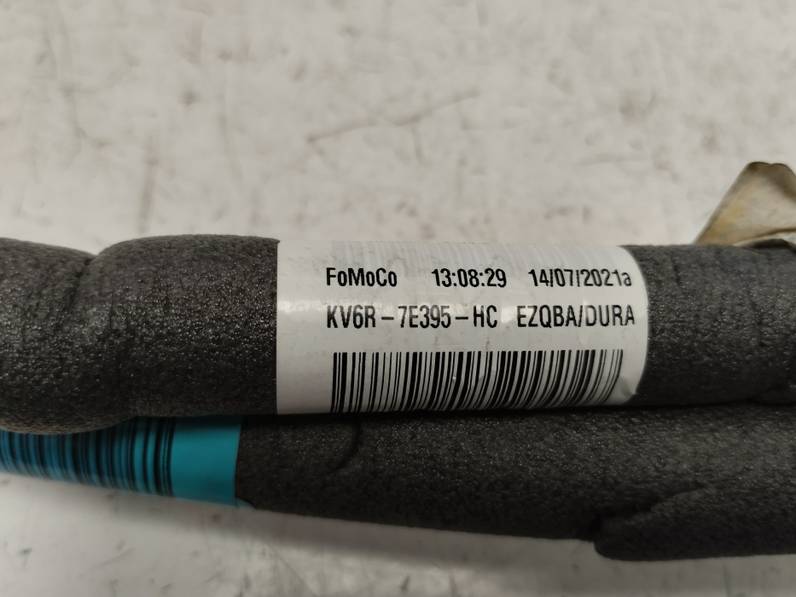 FoMoCo 13:08:29 14/07/2021a
KV6R-7E395-HC EZQBA/DURA